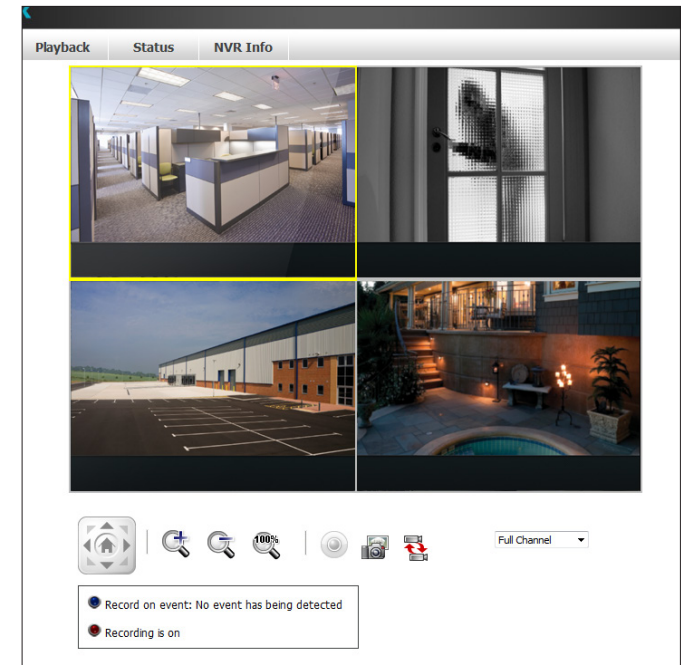 Playback Status NVR Info
100%
Full Channel
Record on event: No event has being detected
Recording is on